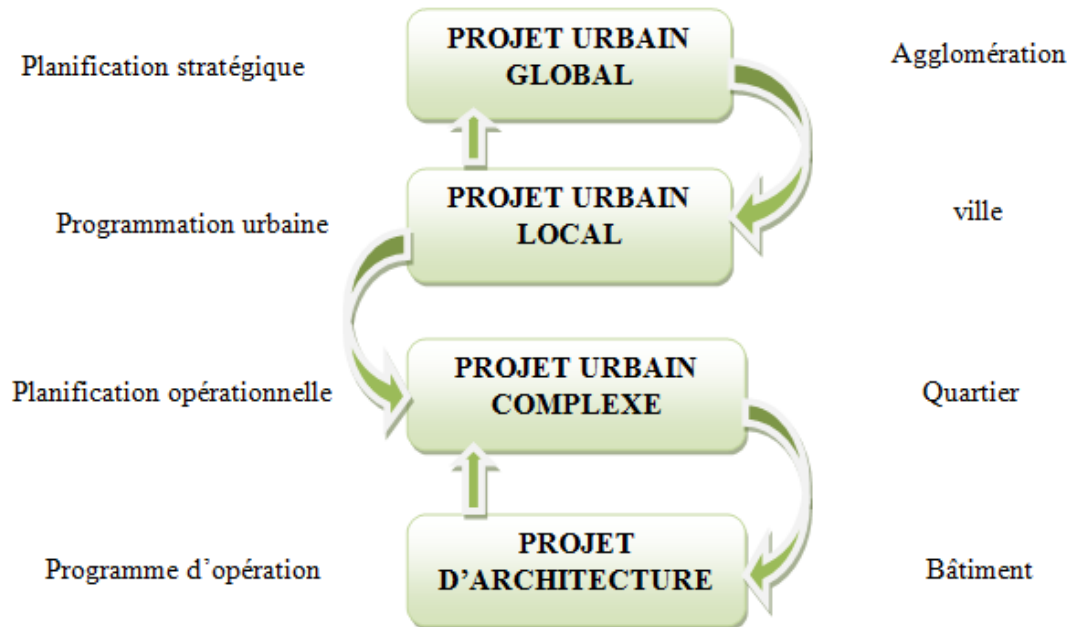 Planification stratégique
PROJET URBAIN
GLOBAL
Agglomération
Programmation urbaine
PROJET URBAIN
LOCAL
ville
Planification opérationnelle
PROJET URBAIN
COMPLEXE
Quartier
Programme d’opération
PROJET
D’ARCHITECTURE
Bâtiment